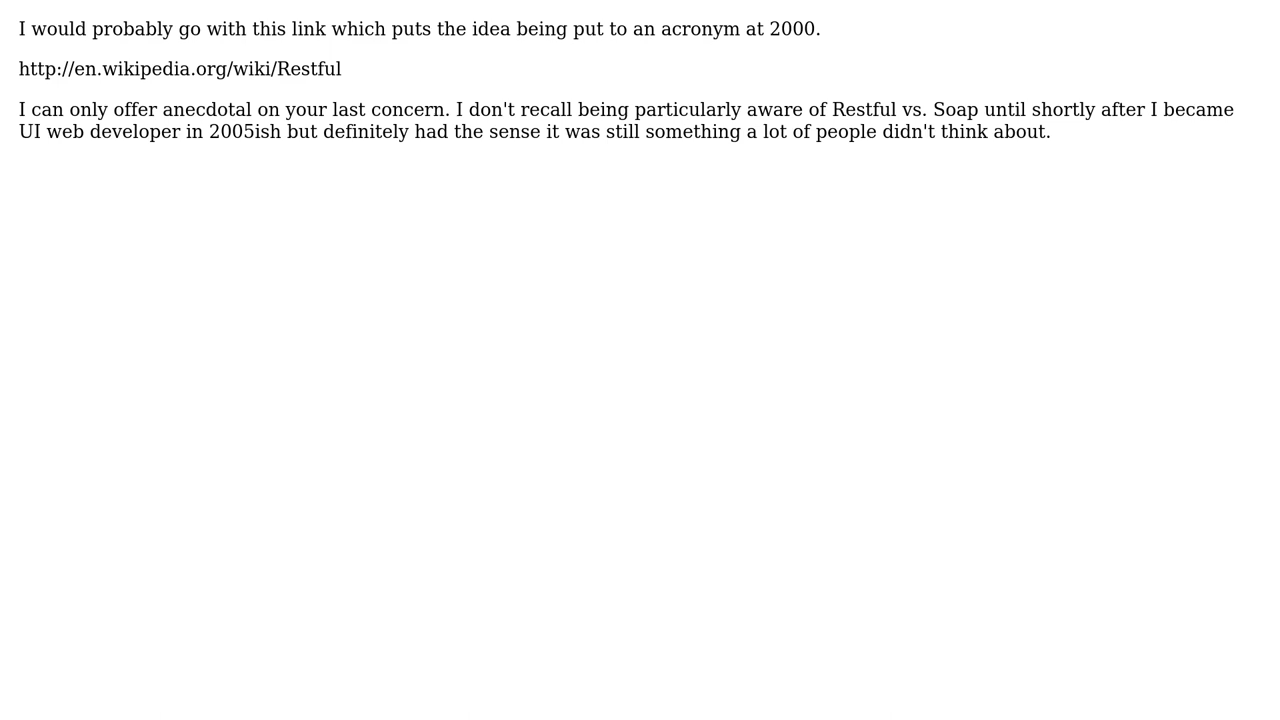 I would probably go with this link which puts the idea being put to an acronym at 2000.
http://en.wikipedia.org/wiki/Restful
I can only offer anecdotal on your last concern. I don't recall being particularly aware of Restful vs. Soap until shortly after I became
UI web developer in 2005ish but definitely had the sense it was still something a lot of people didn't think about.